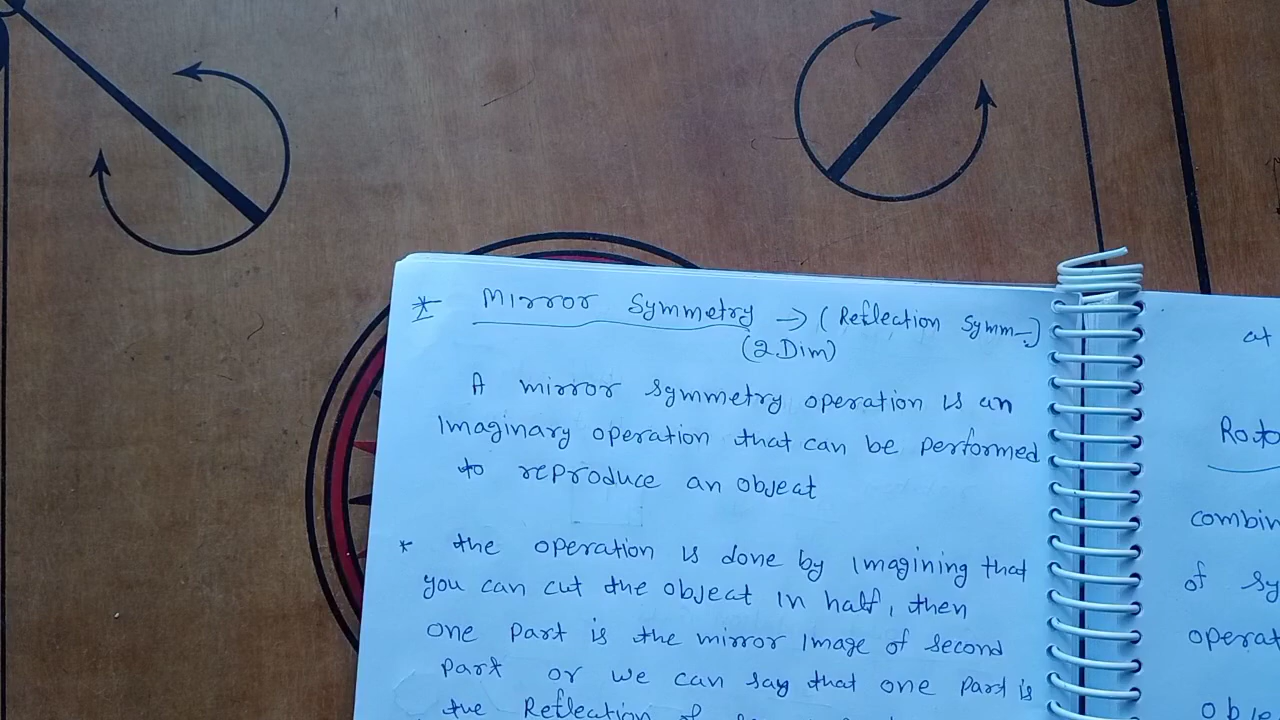 * Mirror Symmetry → (Reflection Symm-)
(2 Dim)
A mirror symmetry operation is an
Imaginary operation that can be performed
to reproduce an object
* the operation is done by Imagining that
you can cut the object in half, then
one part is the mirror Image of second
part or we can say that one part is
the Reflection of
at
Roto
combin
of sy
operat
obje